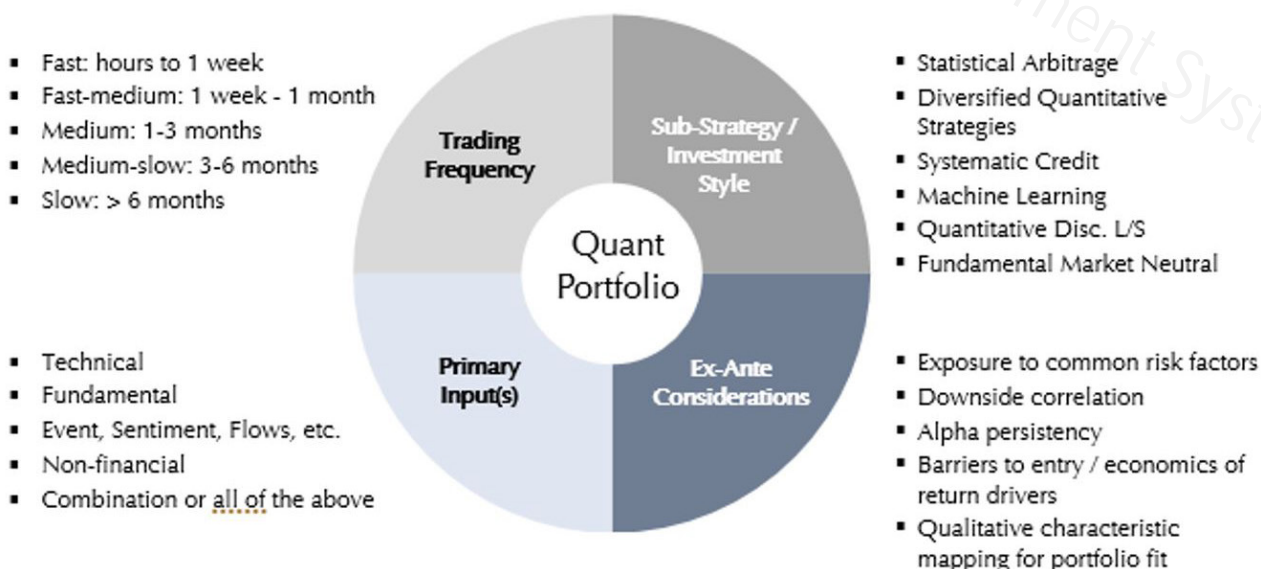 ment Syst
▪ Fast: hours to 1 week
▪ Fast-medium: 1 week - 1 month
▪ Medium: 1-3 months
▪ Medium-slow: 3-6 months
▪ Slow: > 6 months
Trading
Frequency
Sub-Strategy /
Investment
Style
▪ Statistical Arbitrage
▪ Diversified Quantitative
Strategies
▪ Systematic Credit
▪ Machine Learning
▪ Quantitative Disc. L/S
▪ Fundamental Market Neutral
Quant
Portfolio
▪ Technical
▪ Fundamental
▪ Event, Sentiment, Flows, etc.
▪ Non-financial
▪ Combination or all of the above
Primary
Input(s)
Ex-Ante
Considerations
▪ Exposure to common risk factors
▪ Downside correlation
▪ Alpha persistency
▪ Barriers to entry / economics of
return drivers
▪ Qualitative characteristic
mapping for portfolio fit